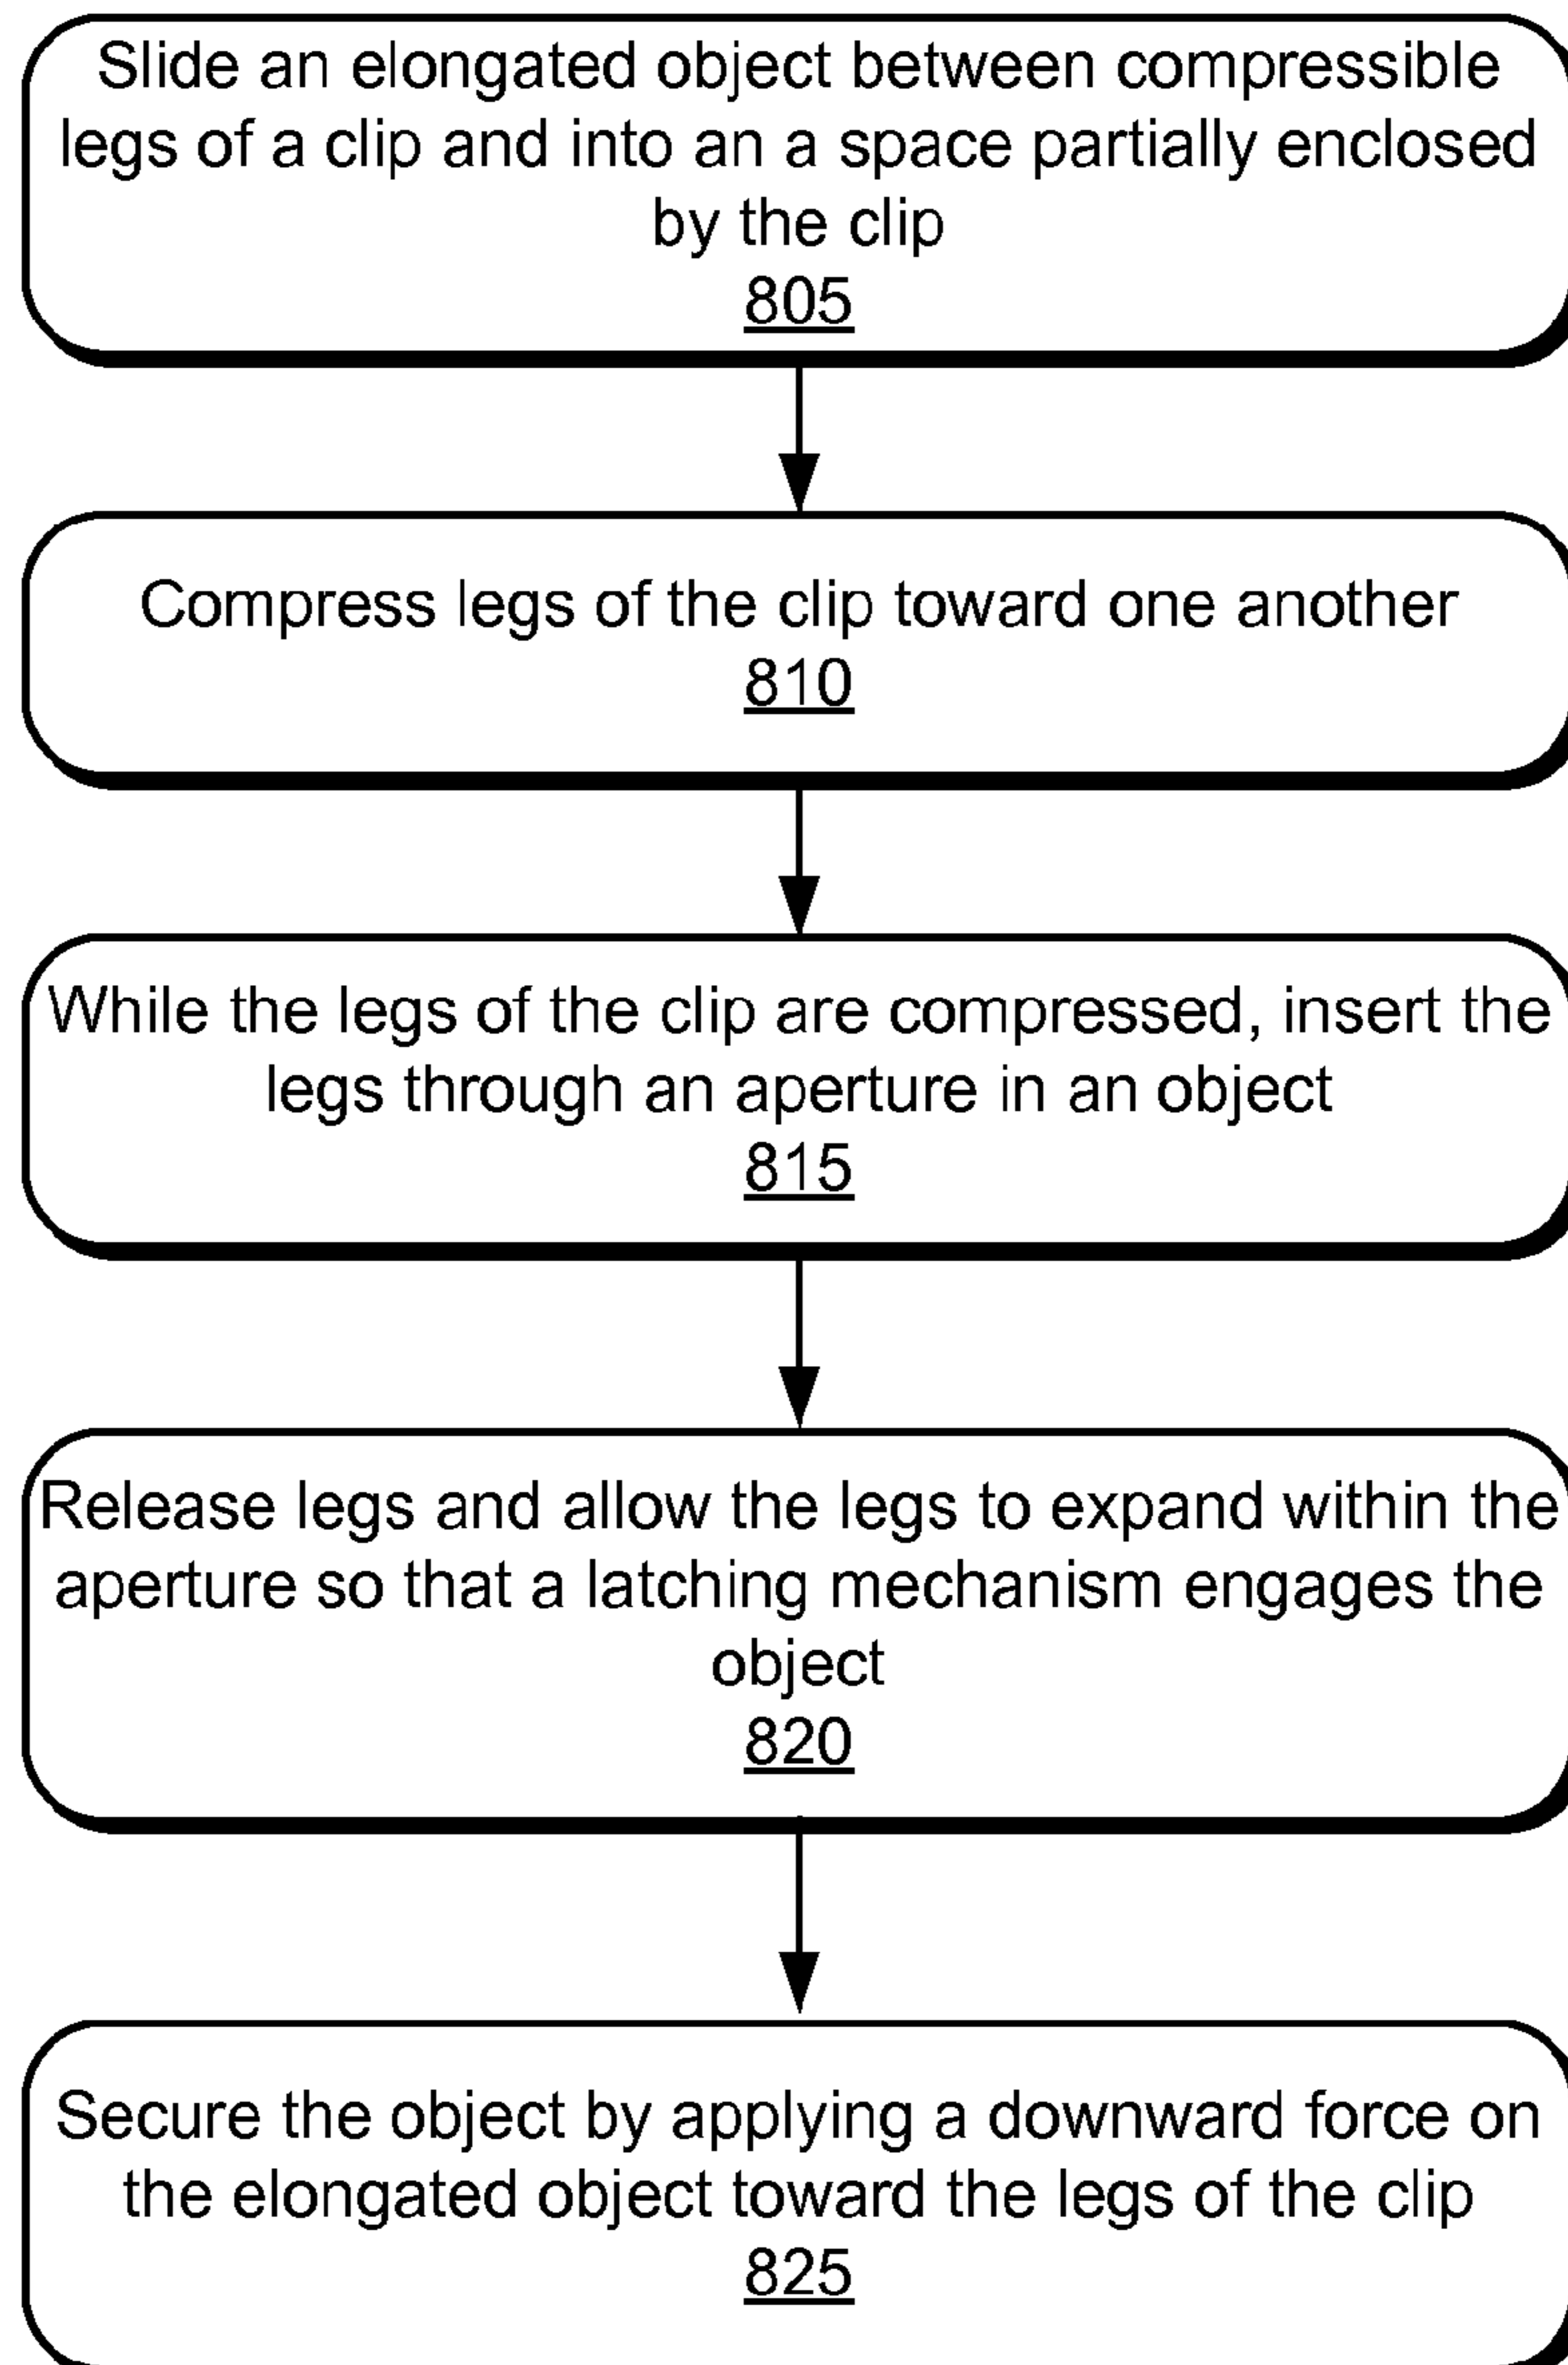 Slide an elongated object between compressible
legs of a clip and into an a space partially enclosed
by the clip
805
Compress legs of the clip toward one another
810
While the legs of the clip are compressed, insert the
legs through an aperture in an object
815
Release legs and allow the legs to expand within the
aperture so that a latching mechanism engages the
object
820
Secure the object by applying a downward force on
the elongated object toward the legs of the clip
825